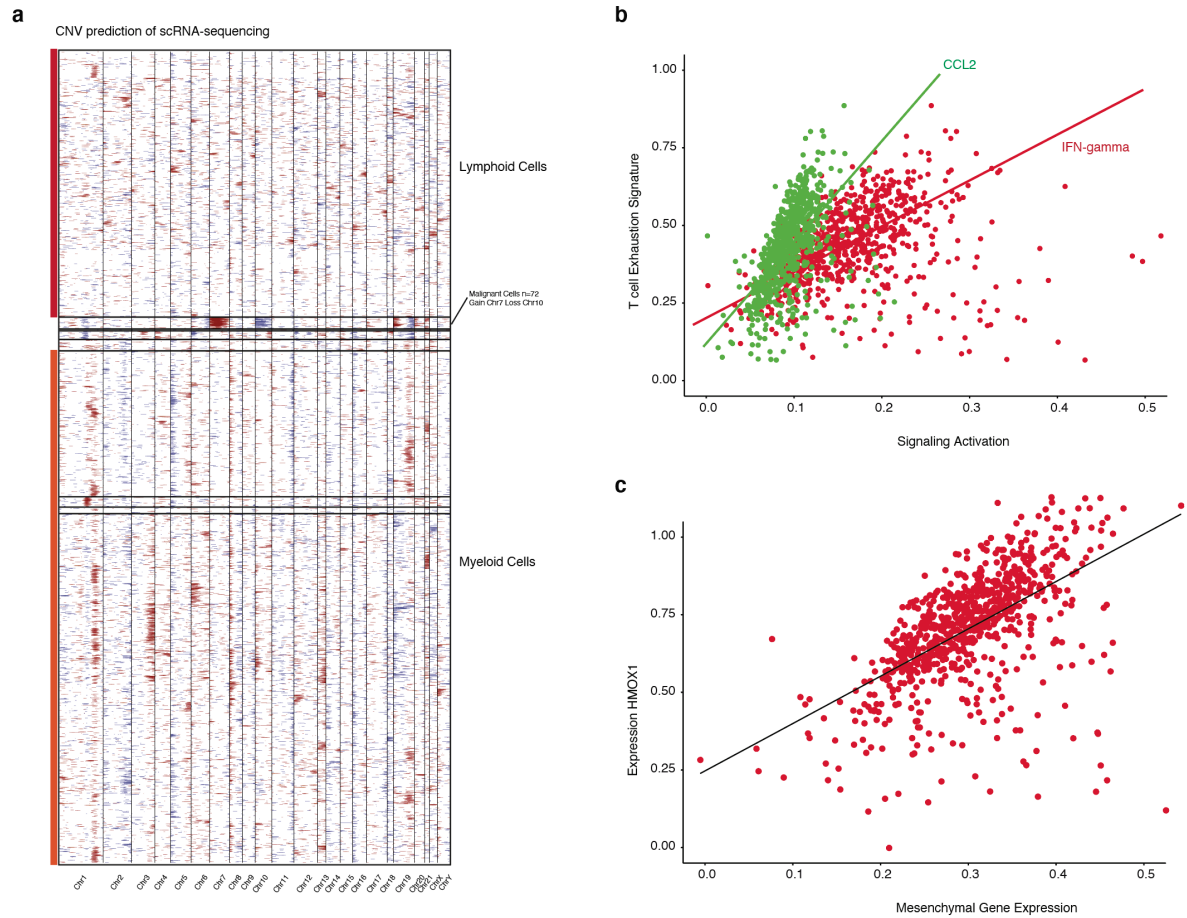 a
CNV prediction of scRNA-sequencing
Lymphoid Cells
Malignant Cells n=72
Gain Chr7 Loss Chr10
Myeloid Cells
Chr1
Chr2
Chr3
Chr4
Chr5
Chr6
Chr7
Chr8
Chr9
Chr10
Chr11
Chr12
Chr13
Chr14
Chr15
Chr16
Chr17
Chr18
Chr19
Chr20
Chr21
ChrX
ChrY
b
CCL2
IFN-gamma
T cell Exhaustion Signature
1.00
0.75
0.50
0.25
0.00
0.0
0.1
0.2
0.3
0.4
0.5
Signaling Activation
c
Expression HMOX1
1.00
0.75
0.50
0.25
0.00
0.0
0.1
0.2
0.3
0.4
0.5
Mesenchymal Gene Expression